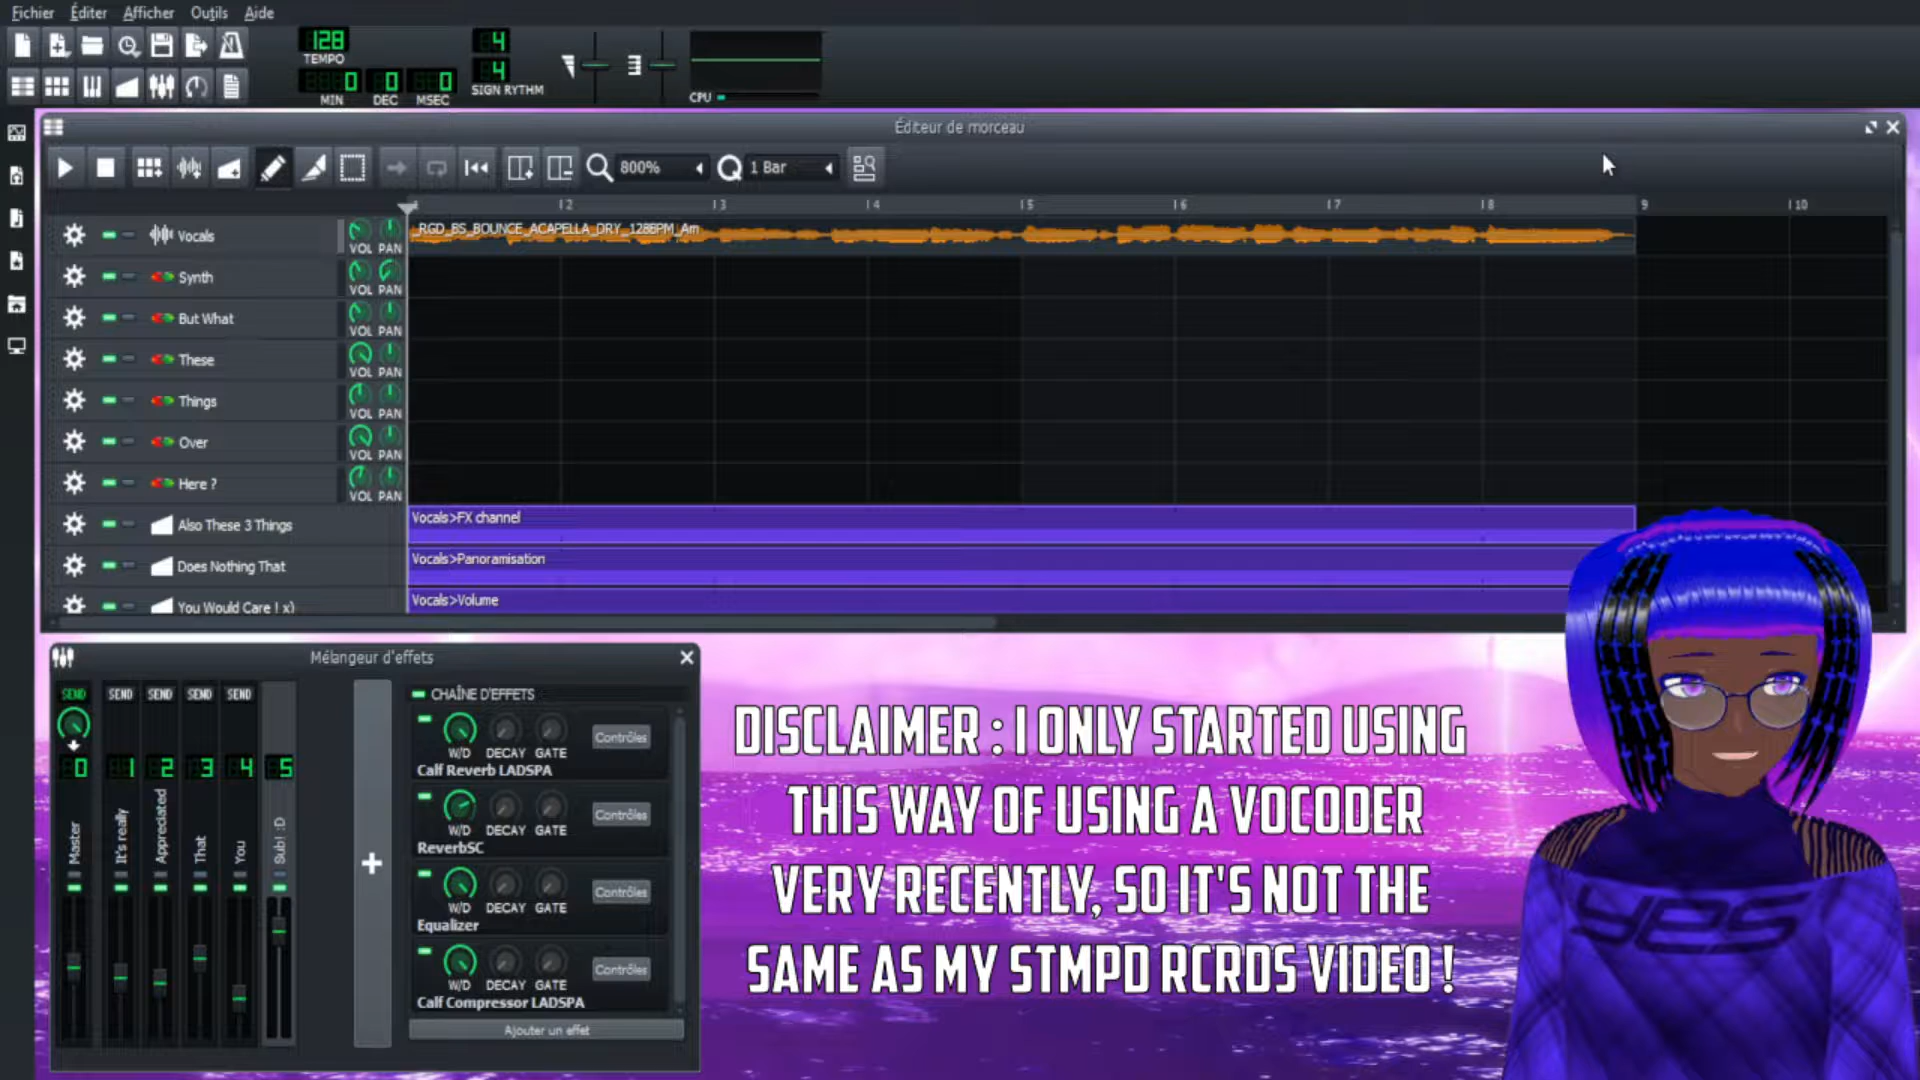 Fichier Éditer Afficher Outils Aide
128
TEMPO
4
4
SIGN RYTHM
0 0 0
MIN DEC MSEC
CPU
Éditeur de morceau
800%
Q 1 Bar
2 3 4 5 6 7 8 9 10
Vocals
VOL PAN
_RGD_BS_BOUNCE_ACAPELLA_DRY_128BPM_Am
Synth
VOL PAN
But What
VOL PAN
These
VOL PAN
Things
VOL PAN
Over
VOL PAN
Here ?
VOL PAN
Also These 3 Things
Vocals>FX channel
Does Nothing That
Vocals>Panoramisation
You Would Care ! x)
Vocals>Volume
Mélangeur d'effets
SEND SEND SEND SEND SEND
0 1 2 3 4 5
Master
It's really
Appreciated
That
You
Sub! :D
CHAÎNE D'EFFETS
W/D DECAY GATE
Contrôles
Calf Reverb LADSPA
W/D DECAY GATE
Contrôles
ReverbSC
W/D DECAY GATE
Contrôles
Equalizer
W/D DECAY GATE
Contrôles
Calf Compressor LADSPA
Ajouter un effet
DISCLAIMER : I ONLY STARTED USING
THIS WAY OF USING A VOCODER
VERY RECENTLY, SO IT'S NOT THE
SAME AS MY STMPD RCRDS VIDEO !
YES